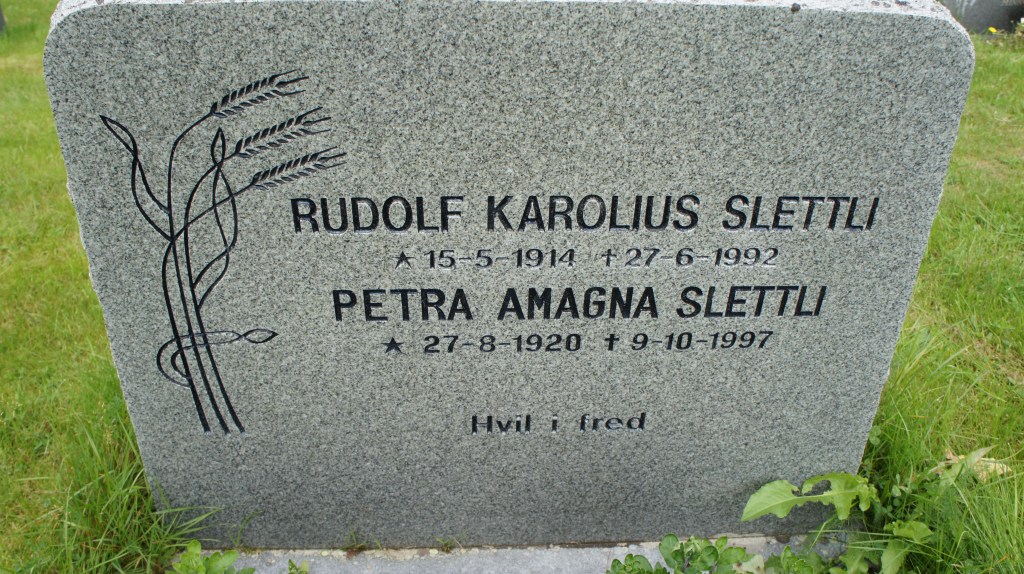 RUDOLF KAROLIUS SLETTLI
★ 15-5-1914 ✝ 27-6-1992
PETRA AMAGNA SLETTLI
★ 27-8-1920 ✝ 9-10-1997
Hvil i fred